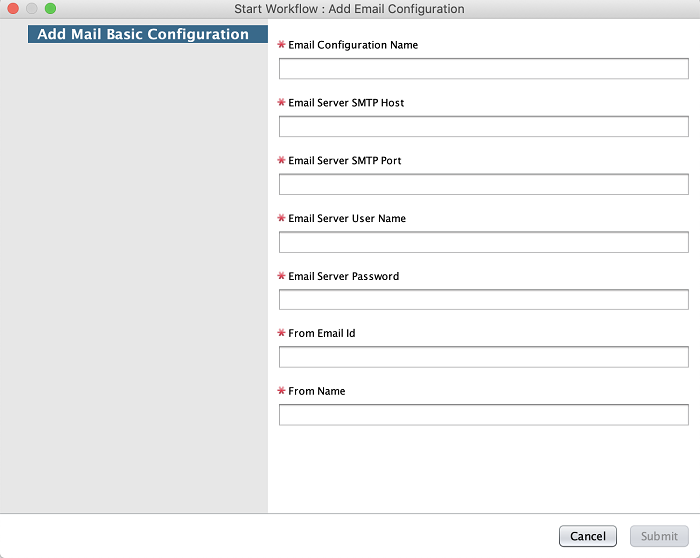 Start Workflow : Add Email Configuration
Add Mail Basic Configuration
* Email Configuration Name
* Email Server SMTP Host
* Email Server SMTP Port
* Email Server User Name
* Email Server Password
* From Email Id
* From Name
Cancel
Submit